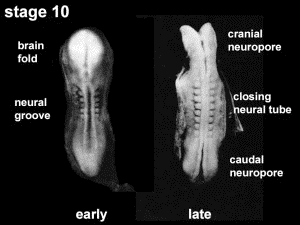 stage 10
brain
fold
neural
groove
cranial
neuropore
closing
neural tube
caudal
neuropore
early
late